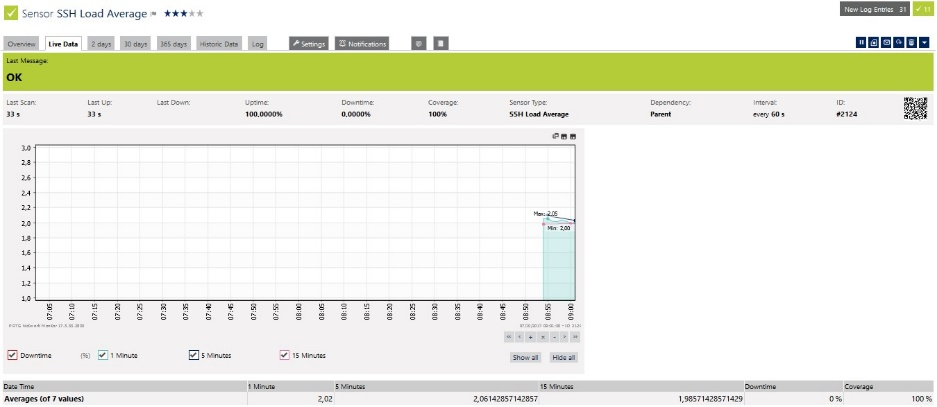 Sensor SSH Load Average
New Log Entries 31
Overview Live Data 2 days 30 days 365 days Historic Data Log Settings Notifications
Last Message:
OK
Last Scan: Last Up: Last Down: Uptime: Downtime: Coverage: Sensor Type: Dependency: Interval: ID:
33 s 33 s 100,0000% 0,0000% 100% SSH Load Average Parent every 60 s #2124
3,0
2,8
2,6
2,4
2,2
2,0
1,8
1,6
1,4
1,2
1,0
Max: 2,05
Min: 2,00
07:05 07:10 07:15 07:20 07:25 07:30 07:35 07:40 07:45 07:50 07:55 08:00 08:05 08:10 08:15 08:20 08:25 08:30 08:35 08:40 08:45 08:50 08:55 09:00
PRTG Network Monitor
Downtime (%) 1 Minute 5 Minutes 15 Minutes
Show all Hide all
Date Time 1 Minute 5 Minutes 15 Minutes Downtime Coverage
Averages (of 7 values) 2,02 2,06142857142857 1,98571428571429 0 % 100 %